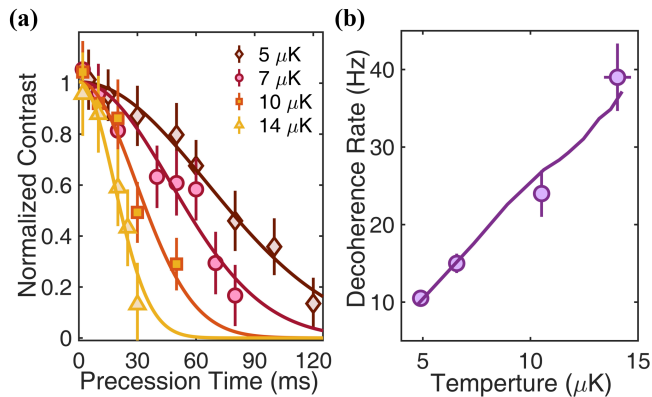 (a)
5 μK
7 μK
10 μK
14 μK
Normalized Contrast
1
0.8
0.6
0.4
0.2
0
0 30 60 90 120
Precession Time (ms)
(b)
Decoherence Rate (Hz)
40
30
20
10
5 10 15
Temperture (μK)